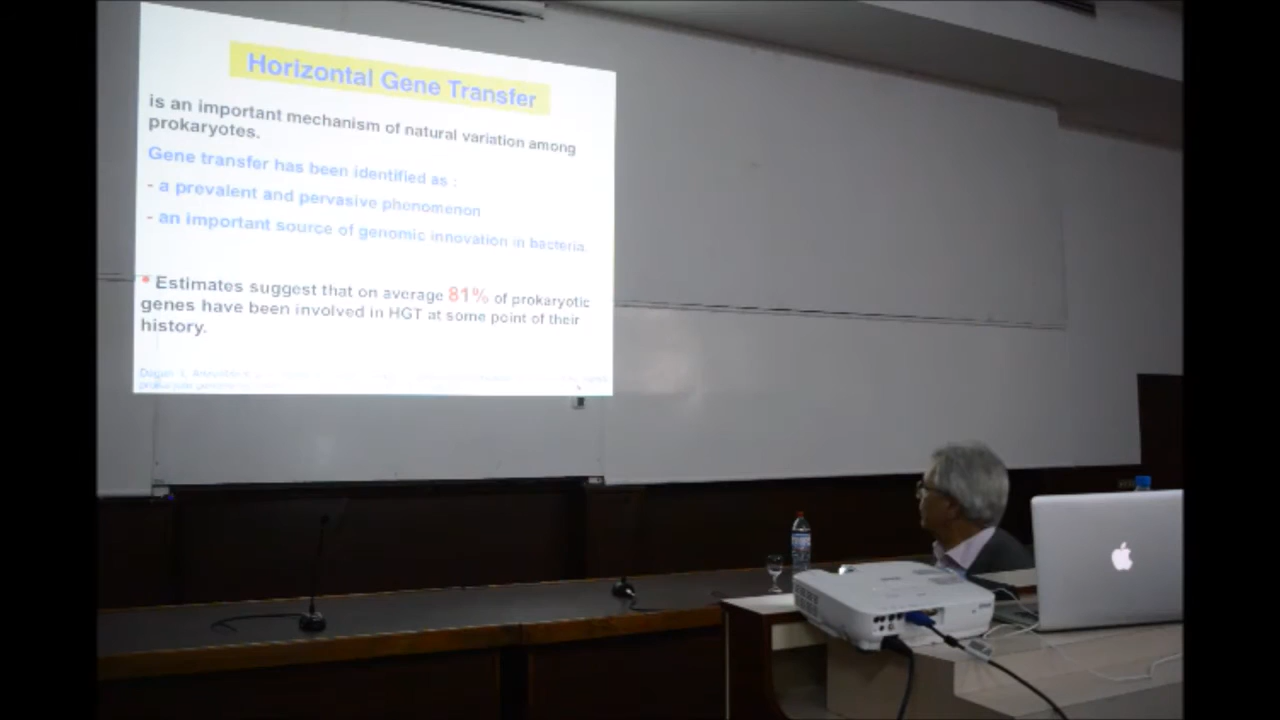 Horizontal Gene Transfer
is an important mechanism of natural variation among
prokaryotes.
Gene transfer has been identified as :
- a prevalent and pervasive phenomenon
- an important source of genomic innovation in bacteria.
* Estimates suggest that on average 81% of prokaryotic
genes have been involved in HGT at some point of their
history.